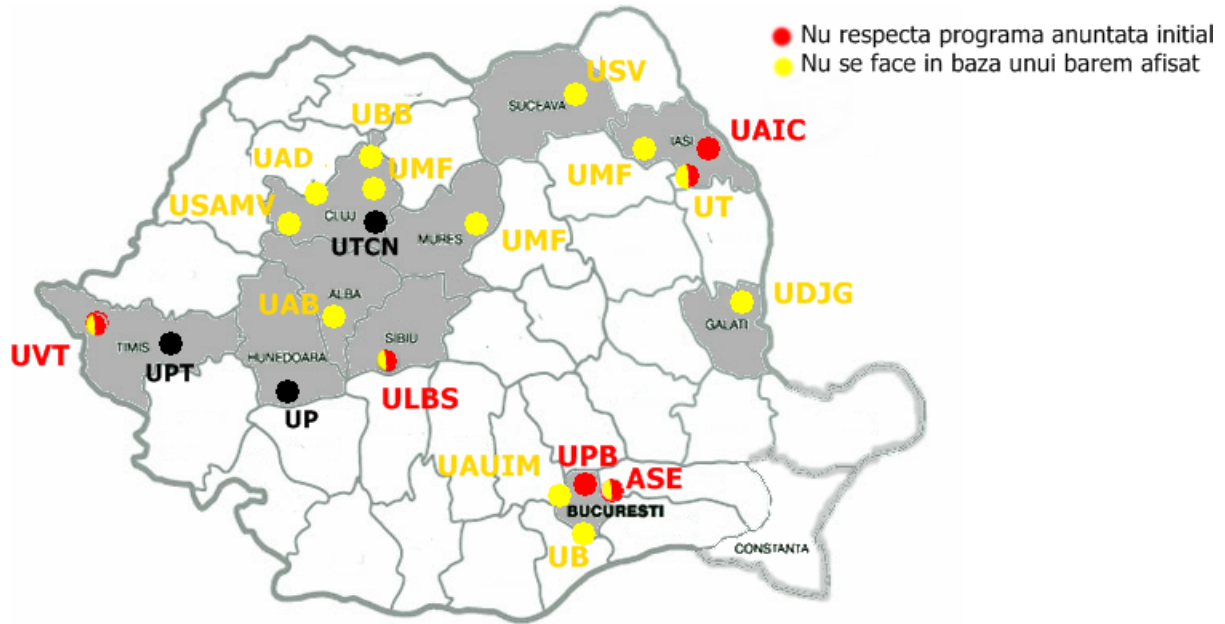 Nu respecta programa anuntata initial
Nu se face in baza unui barem afisat
USV
SUCEAVA
UBB
UAIC
IASI
UAD
UMF
UMF
USAMV
UT
CLUJ
UTCN
MURES
UMF
UAB
ALBA
UDJG
GALATI
UVT
TIMIS
UPT
HUNEDOARA
SIBIU
UP
ULBS
UAUIM
UPB
ASE
BUCURESTI
UB
CONSTANTA